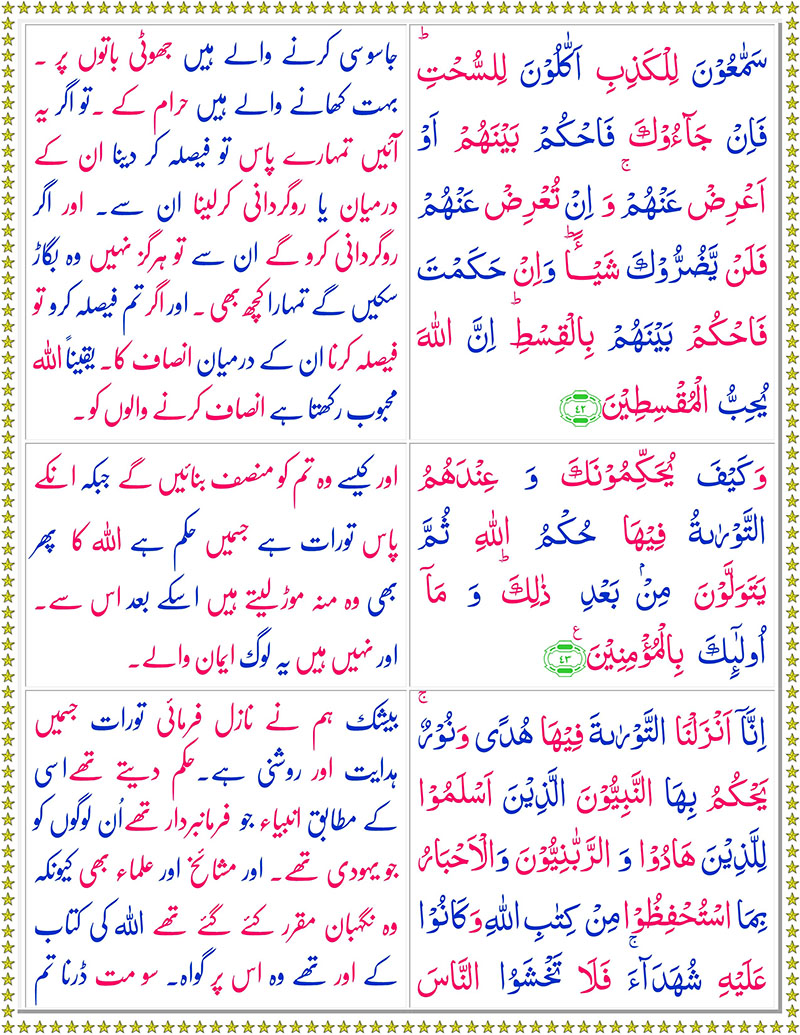 سَمّٰعُوۡنَ لِلۡكَذِبِ اَكّٰلُوۡنَ لِلسُّحۡتِ‌ؕ
فَاِنۡ جَآءُوۡكَ فَاحۡكُمۡ بَيۡنَهُمۡ اَوۡ
اَعۡرِضۡ عَنۡهُمۡ‌ۚ وَ اِنۡ تُعۡرِضۡ عَنۡهُمۡ
فَلَنۡ يَّضُرُّوۡكَ شَيۡـًٔـا‌ؕ وَاِنۡ حَكَمۡتَ
فَاحۡكُمۡ بَيۡنَهُمۡ بِالۡقِسۡطِ‌ؕ اِنَّ اللّٰهَ
يُحِبُّ الۡمُقۡسِطِيۡنَ ۴۲
جاسوسی کرنے والے ہیں جھوٹی باتوں پر ۔
بہت کھانے والے ہیں حرام کے ۔ تو اگر یہ
آئیں تمہارے پاس تو فیصلہ کر دینا ان کے
درمیان یا روگردانی کرلینا ان سے۔ اور اگر
روگردانی کرو گے ان سے تو ہرگز نہیں وہ بگاڑ
سکیں گے تمہارا کچھ بھی ۔ اور اگر تم فیصلہ کرو تو
فیصلہ کرنا ان کے درمیان انصاف کا۔ یقیناً اللہ
محبوب رکھتا ہے انصاف کرنے والوں کو ۔
وَكَيۡفَ يُحَكِّمُوۡنَكَ وَ عِنۡدَهُمُ
التَّوۡرٰٮةُ فِيۡهَا حُكۡمُ اللّٰهِ ثُمَّ
يَتَوَلَّوۡنَ مِنۡۢ بَعۡدِ ذٰ لِكَ‌ؕ وَ مَاۤ
اُولٰٓٮِٕكَ بِالۡمُؤۡمِنِيۡنَ ۴۳ ع
اور کیسے وہ تم کو منصف بنائیں گے جبکہ انکے
پاس تورات ہے جسمیں حکم ہے اللہ کا پھر
بھی وہ منہ موڑ لیتے ہیں اسکے بعد اس سے۔
اور نہیں ہیں یہ لوگ ایمان والے۔
اِنَّاۤ اَنۡزَلۡنَا التَّوۡرٰٮةَ فِيۡهَا هُدًى وَّنُوۡرٌ‌ۚ
يَحۡكُمُ بِهَا النَّبِيُّوۡنَ الَّذِيۡنَ اَسۡلَمُوۡا
لِلَّذِيۡنَ هَادُوۡا وَ الرَّبّٰنِيُّوۡنَ وَالۡاَحۡبَارُ
بِمَا اسۡتُحۡفِظُوۡا مِنۡ كِتٰبِ اللّٰهِ وَكَانُوۡا
عَلَيۡهِ شُهَدَآءَ‌‌ۚ فَلَا تَخۡشَوُا النَّاسَ
بیشک ہم نے نازل فرمائی تورات جسمیں
ہدایت اور روشنی ہے۔ حکم دیتے تھے اسی
کے مطابق انبیاء جو فرمانبردار تھے اُن لوگوں کو
جو یہودی تھے۔ اور مشائخ اور علماء بھی کیونکہ
وہ نگہبان مقرر کئے گئے تھے اللہ کی کتاب
کے اور تھے وہ اس پر گواہ۔ سو مت ڈرنا تم